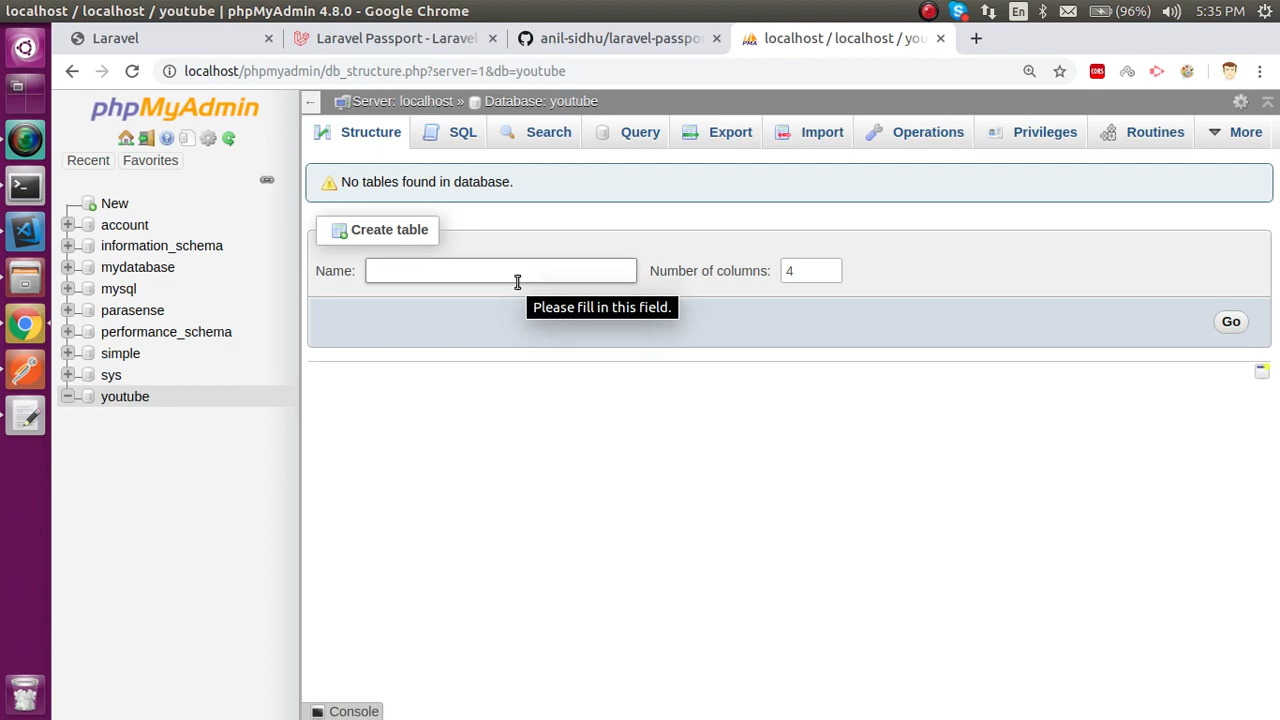 localhost / localhost / youtube | phpMyAdmin 4.8.0 - Google Chrome
En
(96%)
5:35 PM
Laravel
Laravel Passport - Laravel
anil-sidhu/laravel-passpor
localhost / localhost / you
localhost/phpmyadmin/db_structure.php?server=1&db=youtube
CORS
phpMyAdmin
Recent
Favorites
New
account
information_schema
mydatabase
mysql
parasense
performance_schema
simple
sys
youtube
Server: localhost » Database: youtube
Structure
SQL
Search
Query
Export
Import
Operations
Privileges
Routines
More
No tables found in database.
Create table
Name:
Number of columns: 4
Please fill in this field.
Go
Console